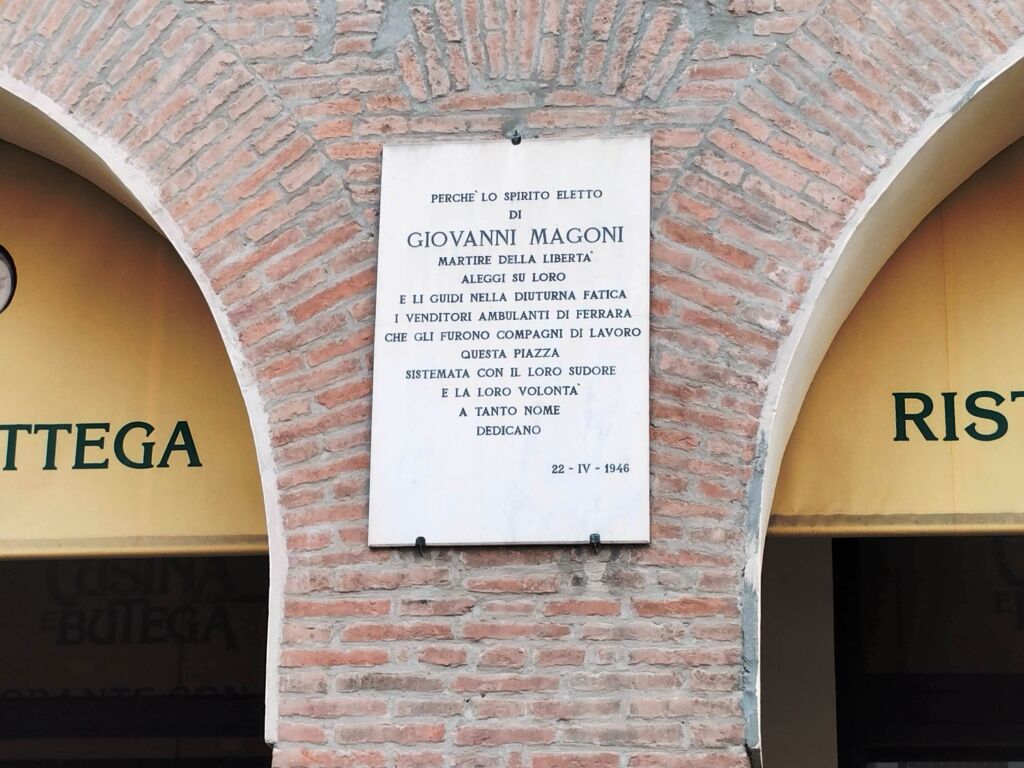 PERCHE` LO SPIRITO ELETTO
DI
GIOVANNI MAGONI
MARTIRE DELLA LIBERTA`
ALEGGI SU LORO
E LI GUIDI NELLA DIUTURNA FATICA
I VENDITORI AMBULANTI DI FERRARA
CHE GLI FURONO COMPAGNI DI LAVORO
QUESTA PIAZZA
SISTEMATA CON IL LORO SUDORE
E LA LORO VOLONTA`
A TANTO NOME
DEDICANO
22 - IV - 1946
TTEGA
RIST
CUSINA
E BUTEGA